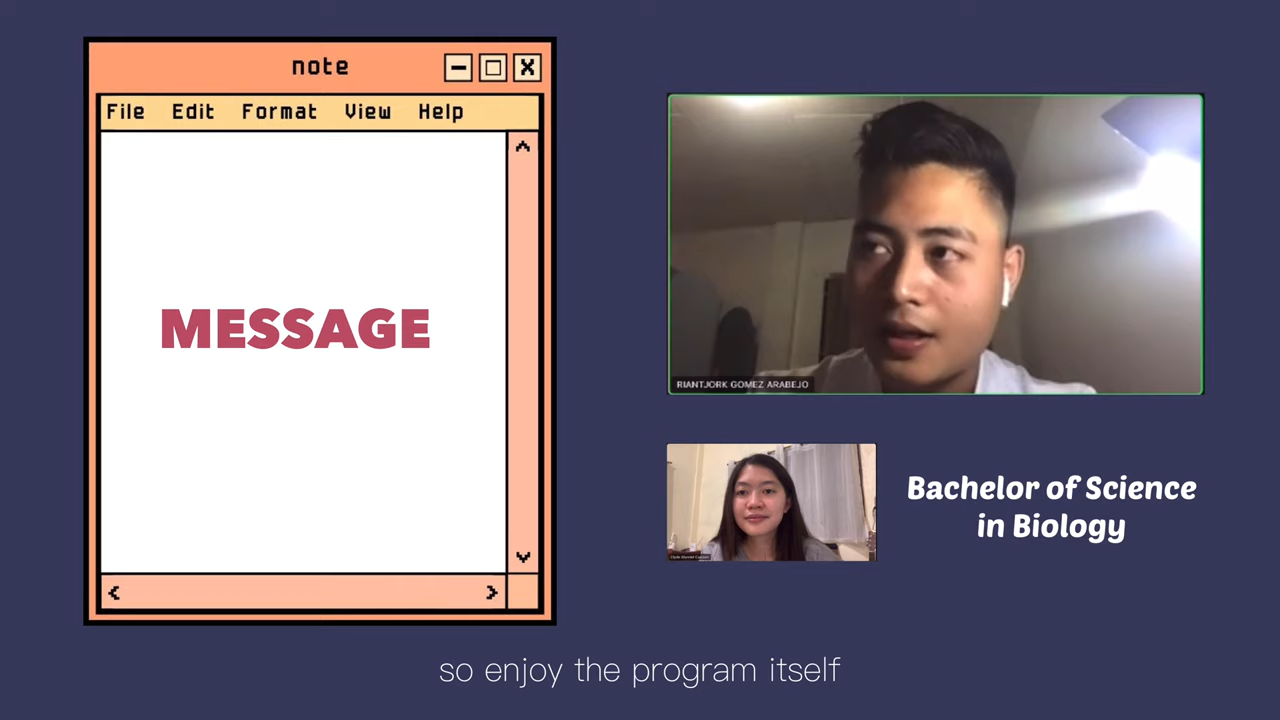 note
File Edit Format View Help
MESSAGE
RIANTJORK GOMEZ ARABEJO
Bachelor of Science
in Biology
so enjoy the program itself